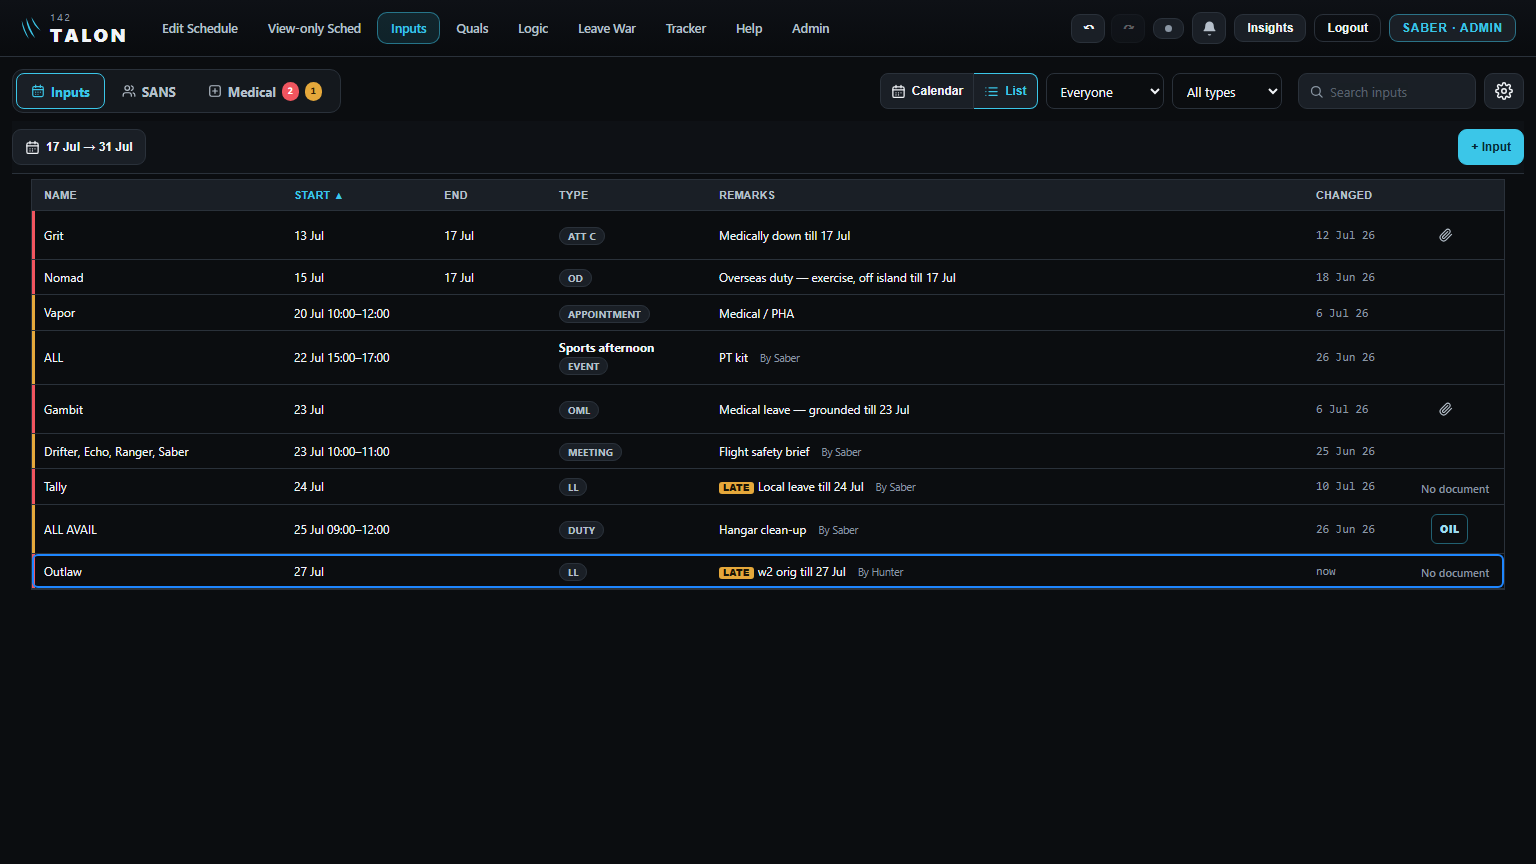 142
TALON
Edit Schedule
View-only Sched
Inputs
Quals
Logic
Leave War
Tracker
Help
Admin
Insights
Logout
SABER · ADMIN
Inputs
SANS
Medical 2 1
Calendar
List
Everyone
All types
Search inputs
17 Jul → 31 Jul
+ Input
NAME START ▲ END TYPE REMARKS CHANGED
Grit 13 Jul 17 Jul ATT C Medically down till 17 Jul 12 Jul 26
Nomad 15 Jul 17 Jul OD Overseas duty — exercise, off island till 17 Jul 18 Jun 26
Vapor 20 Jul 10:00–12:00 APPOINTMENT Medical / PHA 6 Jul 26
ALL 22 Jul 15:00–17:00 Sports afternoon EVENT PT kit By Saber 26 Jun 26
Gambit 23 Jul OML Medical leave — grounded till 23 Jul 6 Jul 26
Drifter, Echo, Ranger, Saber 23 Jul 10:00–11:00 MEETING Flight safety brief By Saber 25 Jun 26
Tally 24 Jul LL LATE Local leave till 24 Jul By Saber 10 Jul 26 No document
ALL AVAIL 25 Jul 09:00–12:00 DUTY Hangar clean-up By Saber 26 Jun 26 OIL
Outlaw 27 Jul LL LATE w2 orig till 27 Jul By Hunter now No document